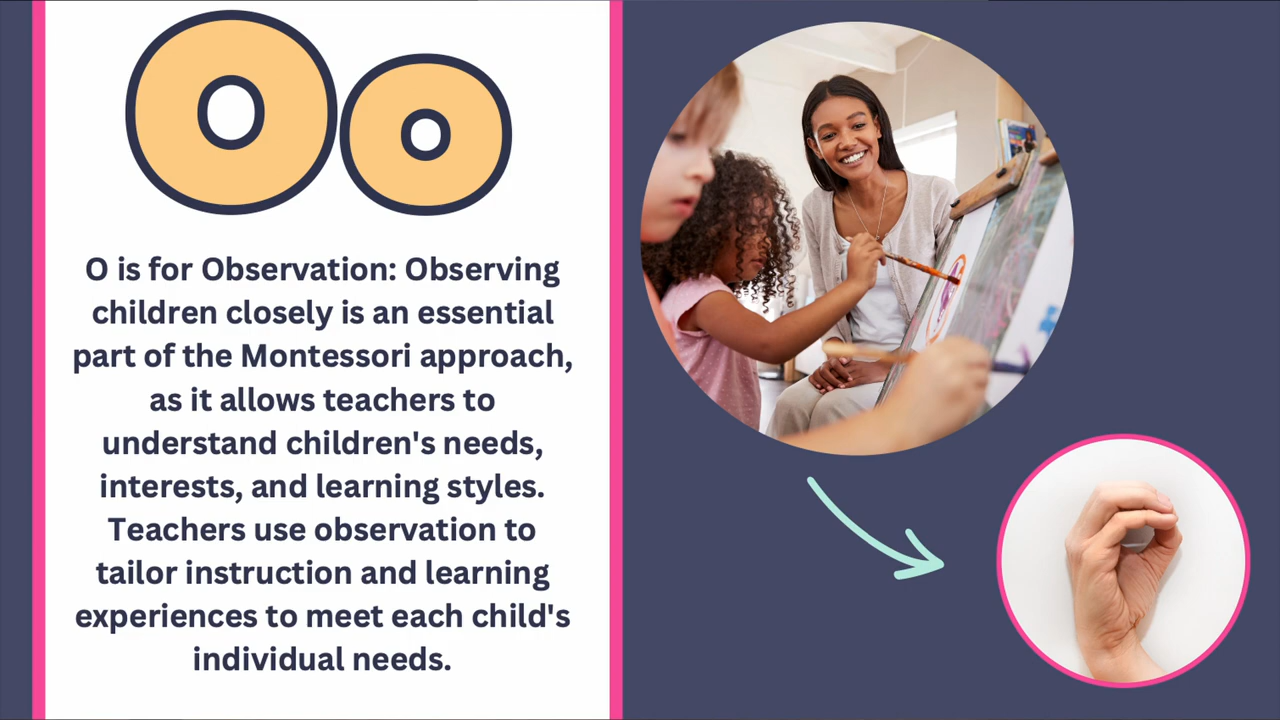 Oo
O is for Observation: Observing
children closely is an essential
part of the Montessori approach,
as it allows teachers to
understand children's needs,
interests, and learning styles.
Teachers use observation to
tailor instruction and learning
experiences to meet each child's
individual needs.